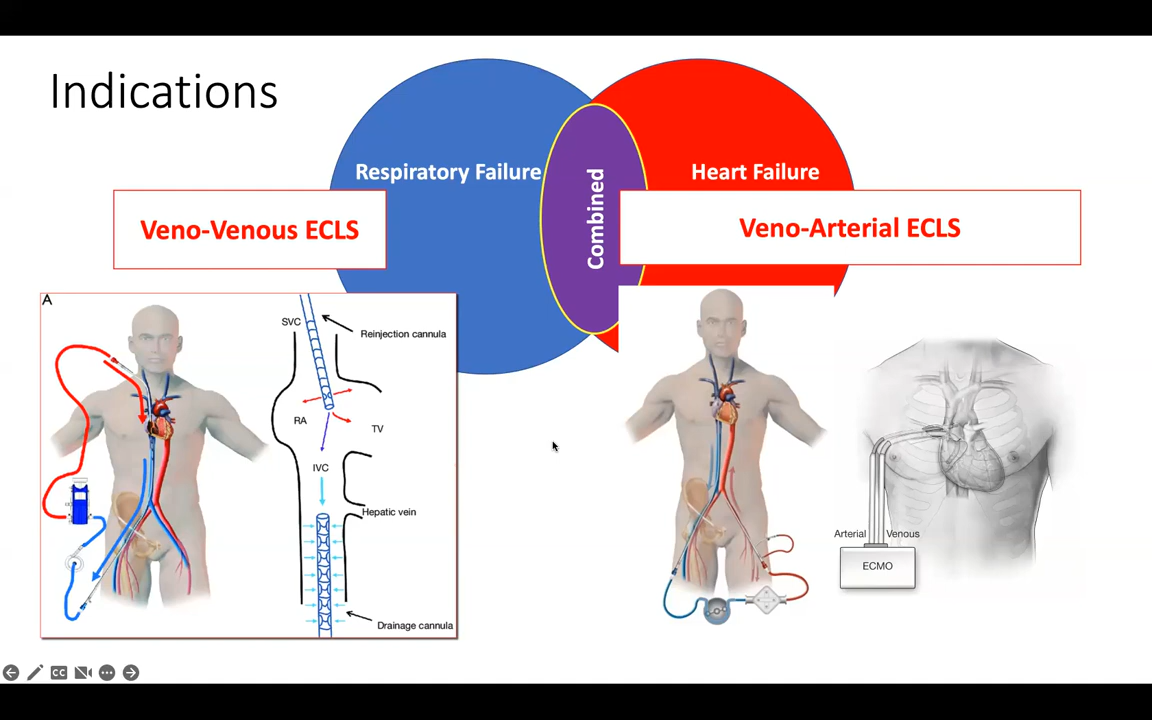 Indications
Respiratory Failure
Combined
Heart Failure
Veno-Venous ECLS
Veno-Arterial ECLS
A
SVC
Reinjection cannula
RA
TV
IVC
Hepatic vein
Drainage cannula
Arterial
Venous
ECMO
CC